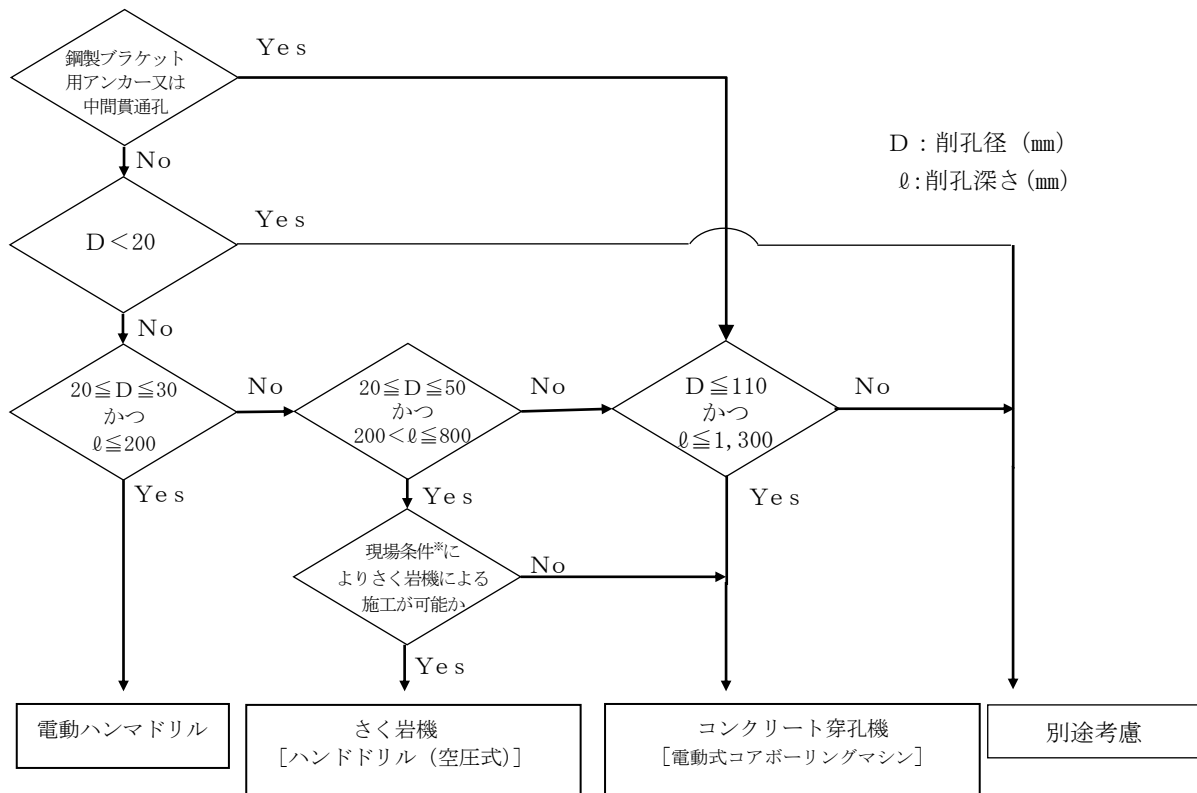 鋼製ブラケット
用アンカー又は
中間貫通孔
Yes
No
D：削孔径（㎜）
ℓ:削孔深さ(㎜)
D＜20
Yes
No
20≦D≦30
かつ
ℓ≦200
No
Yes
20≦D≦50
かつ
200<ℓ≦800
No
Yes
D≦110
かつ
ℓ≦1,300
No
Yes
現場条件※に
よりさく岩機による
施工が可能か
No
Yes
電動ハンマドリル
さく岩機
［ハンドドリル（空圧式）］
コンクリート穿孔機
［電動式コアボーリングマシン］
別途考慮